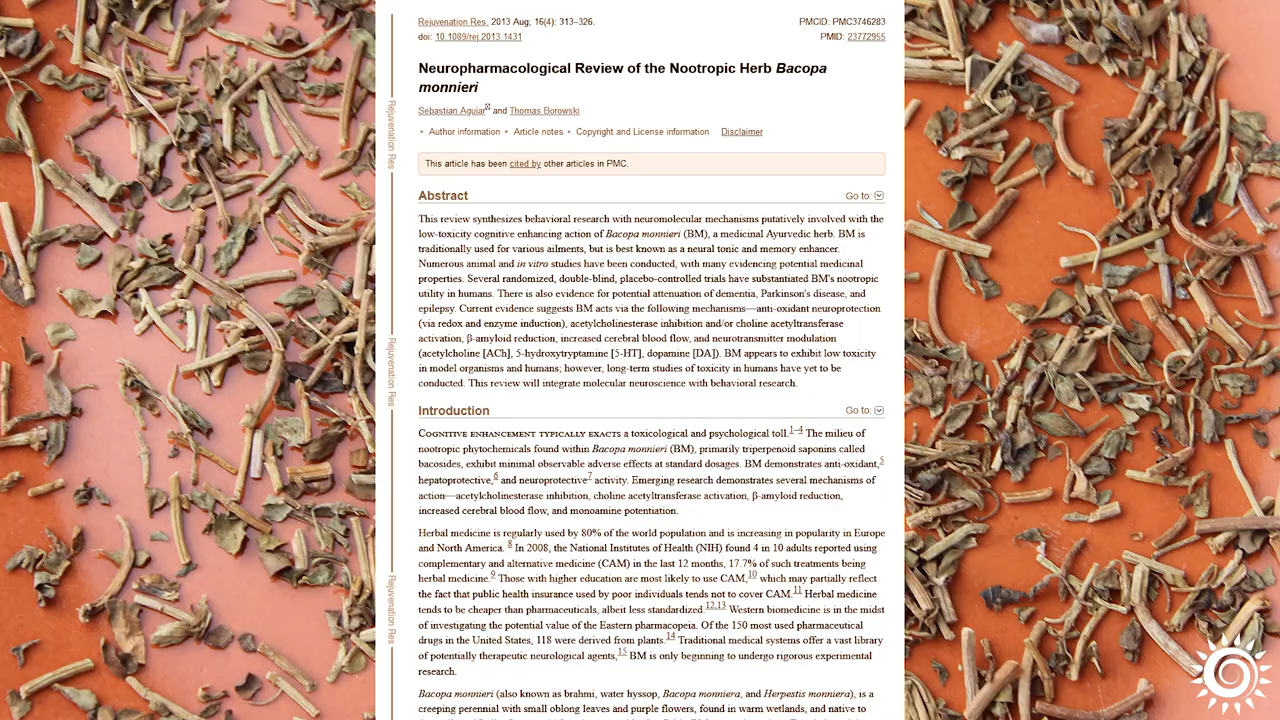 Rejuvenation Res. 2013 Aug; 16(4): 313–326.
PMCID: PMC3746283
doi: 10.1089/rej.2013.1431
PMID: 23772955
Neuropharmacological Review of the Nootropic Herb Bacopa
monnieri
Sebastian Aguiar and Thomas Borowski
Author information • Article notes • Copyright and License information Disclaimer
This article has been cited by other articles in PMC.
Abstract
Go to:
This review synthesizes behavioral research with neuromolecular mechanisms putatively involved with the
low-toxicity cognitive enhancing action of Bacopa monnieri (BM), a medicinal Ayurvedic herb. BM is
traditionally used for various ailments, but is best known as a neural tonic and memory enhancer.
Numerous animal and in vitro studies have been conducted, with many evidencing potential medicinal
properties. Several randomized, double-blind, placebo-controlled trials have substantiated BM's nootropic
utility in humans. There is also evidence for potential attenuation of dementia, Parkinson's disease, and
epilepsy. Current evidence suggests BM acts via the following mechanisms—anti-oxidant neuroprotection
(via redox and enzyme induction), acetylcholinesterase inhibition and/or choline acetyltransferase
activation, β-amyloid reduction, increased cerebral blood flow, and neurotransmitter modulation
(acetylcholine [ACh], 5-hydroxytryptamine [5-HT], dopamine [DA]). BM appears to exhibit low toxicity
in model organisms and humans; however, long-term studies of toxicity in humans have yet to be
conducted. This review will integrate molecular neuroscience with behavioral research.
Introduction
Go to:
Cognitive enhancement typically exacts a toxicological and psychological toll.1–4 The milieu of
nootropic phytochemicals found within Bacopa monnieri (BM), primarily triperpenoid saponins called
bacosides, exhibit minimal observable adverse effects at standard dosages. BM demonstrates anti-oxidant,5
hepatoprotective,6 and neuroprotective7 activity. Emerging research demonstrates several mechanisms of
action—acetylcholinesterase inhibition, choline acetyltransferase activation, β-amyloid reduction,
increased cerebral blood flow, and monoamine potentiation.
Herbal medicine is regularly used by 80% of the world population and is increasing in popularity in Europe
and North America. 8 In 2008, the National Institutes of Health (NIH) found 4 in 10 adults reported using
complementary and alternative medicine (CAM) in the last 12 months, 17.7% of such treatments being
herbal medicine.9 Those with higher education are most likely to use CAM,10 which may partially reflect
the fact that public health insurance used by poor individuals tends not to cover CAM.11 Herbal medicine
tends to be cheaper than pharmaceuticals, albeit less standardized.12,13 Western biomedicine is in the midst
of investigating the potential value of the Eastern pharmacopeia. Of the 150 most used pharmaceutical
drugs in the United States, 118 were derived from plants.14 Traditional medical systems offer a vast library
of potentially therapeutic neurological agents,15 BM is only beginning to undergo rigorous experimental
research.
Bacopa monnieri (also known as brahmi, water hyssop, Bacopa monniera, and Herpestis monniera), is a
creeping perennial with small oblong leaves and purple flowers, found in warm wetlands, and native to
Rejuvenation Res
Rejuvenation Res
Rejuvenation Res